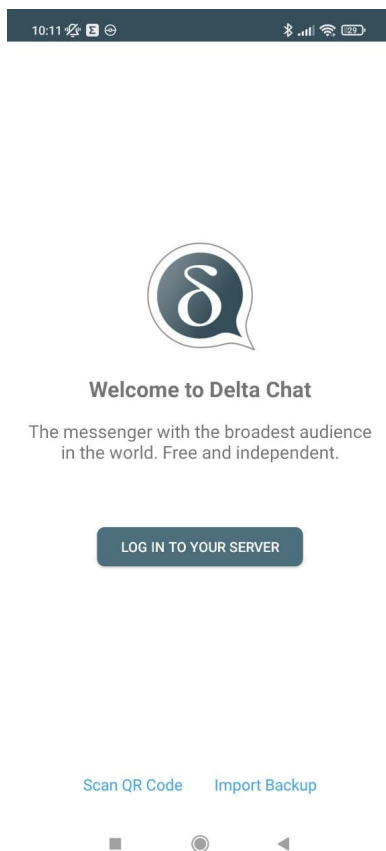 10:11
29
δ
Welcome to Delta Chat
The messenger with the broadest audience
in the world. Free and independent.
LOG IN TO YOUR SERVER
Scan QR Code Import Backup